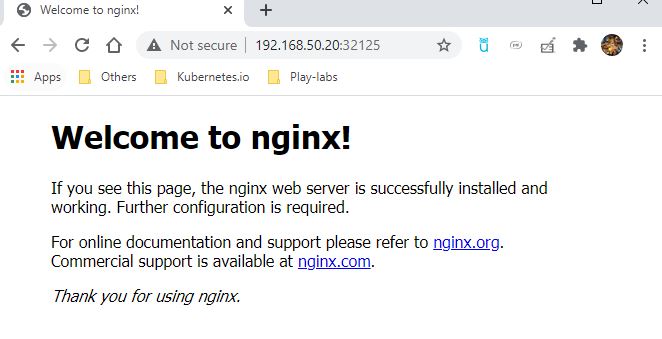 Welcome to nginx!
Not secure | 192.168.50.20:32125
Apps Others Kubernetes.io Play-labs
Welcome to nginx!
If you see this page, the nginx web server is successfully installed and
working. Further configuration is required.
For online documentation and support please refer to nginx.org.
Commercial support is available at nginx.com.
Thank you for using nginx.